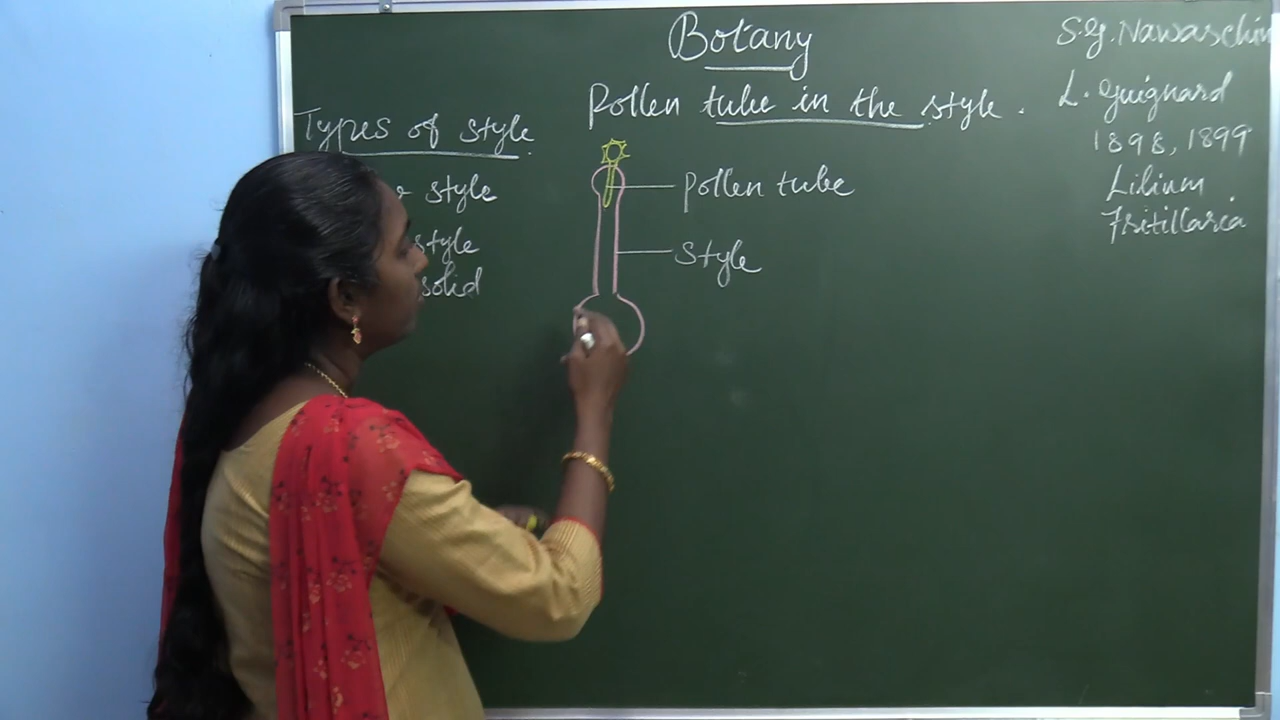 Botany
Pollen tube in the style.
Types of style
style
style
solid
Pollen tube
Style
S.G. Nawaschin
L. Guignard
1898, 1899
Lilium
Fritillaria